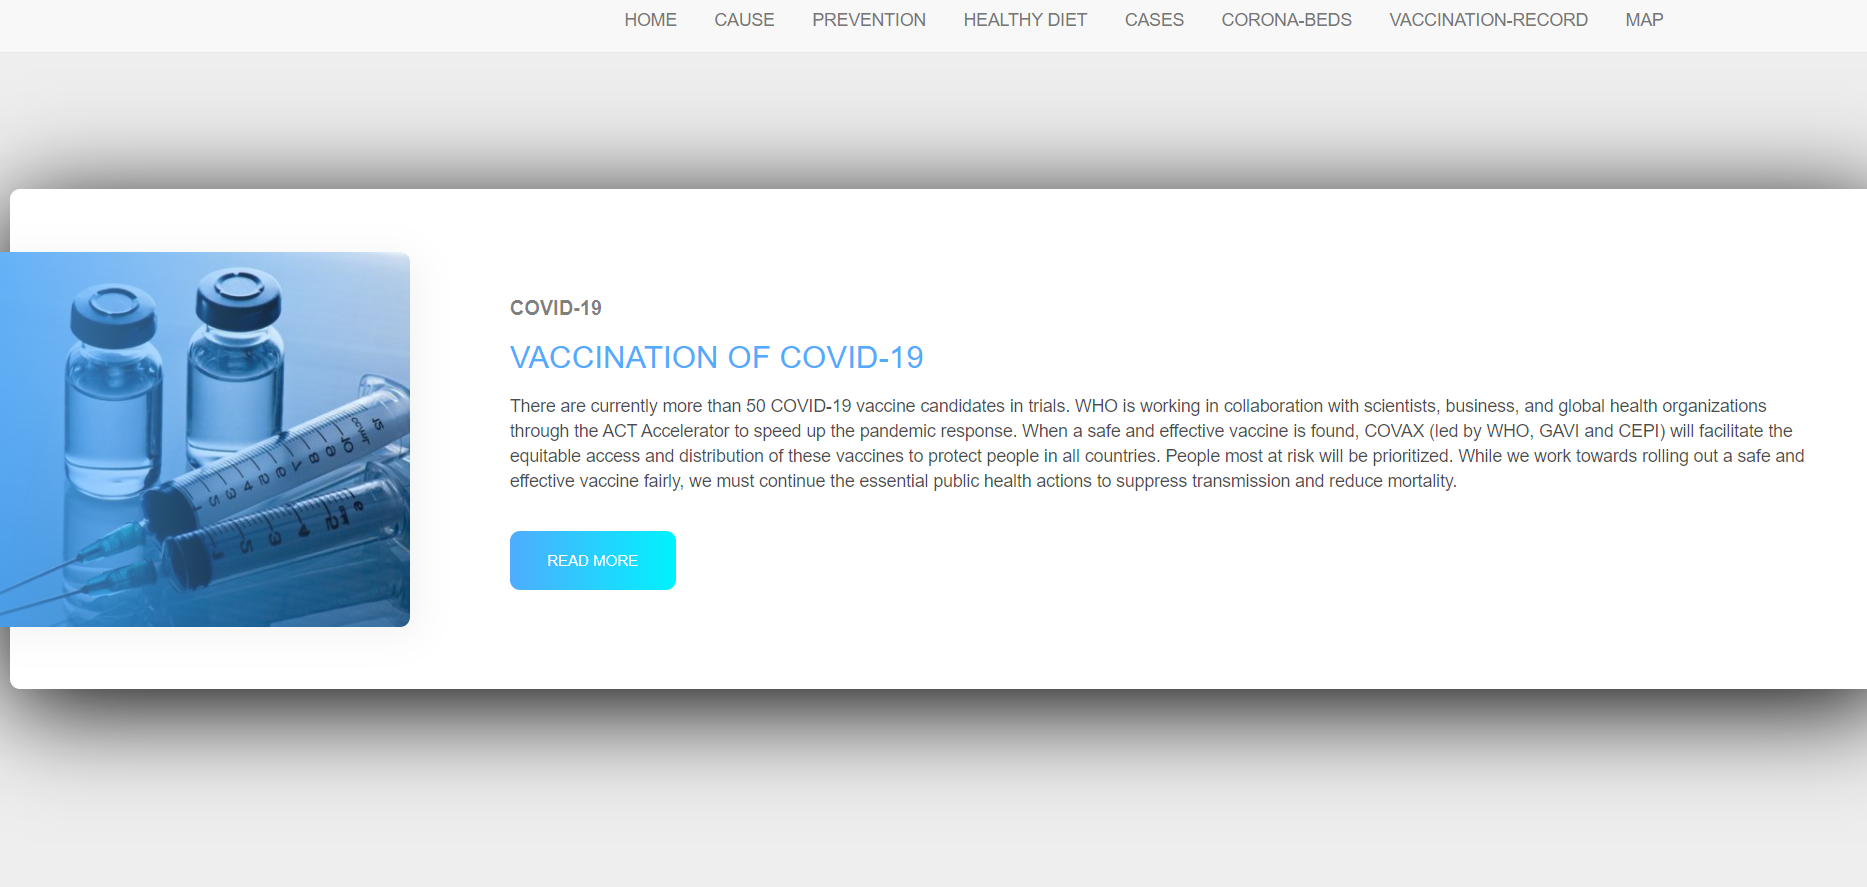 HOME CAUSE PREVENTION HEALTHY DIET CASES CORONA-BEDS VACCINATION-RECORD MAP
COVID-19
VACCINATION OF COVID-19
There are currently more than 50 COVID-19 vaccine candidates in trials. WHO is working in collaboration with scientists, business, and global health organizations
through the ACT Accelerator to speed up the pandemic response. When a safe and effective vaccine is found, COVAX (led by WHO, GAVI and CEPI) will facilitate the
equitable access and distribution of these vaccines to protect people in all countries. People most at risk will be prioritized. While we work towards rolling out a safe and
effective vaccine fairly, we must continue the essential public health actions to suppress transmission and reduce mortality.
READ MORE